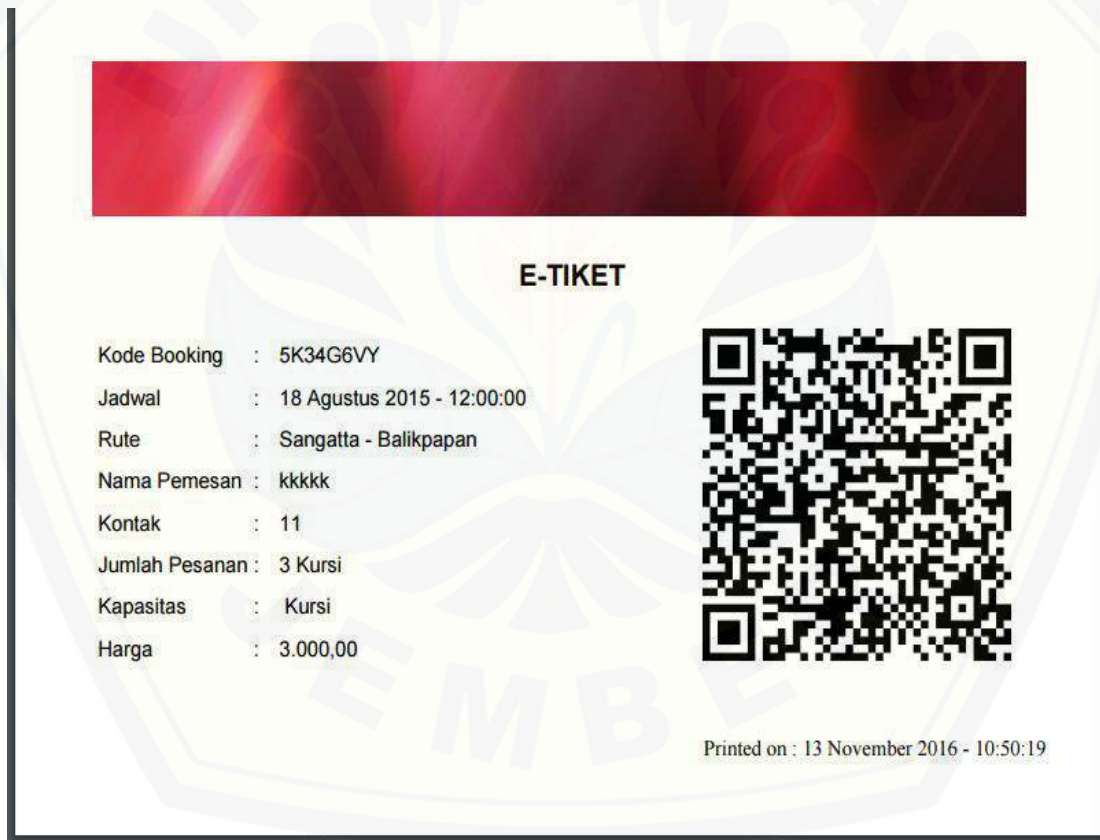 E-TIKET
Kode Booking : 5K34G6VY
Jadwal : 18 Agustus 2015 - 12:00:00
Rute : Sangatta - Balikpapan
Nama Pemesan : kkkkk
Kontak : 11
Jumlah Pesanan : 3 Kursi
Kapasitas : Kursi
Harga : 3.000,00
Printed on : 13 November 2016 - 10:50:19